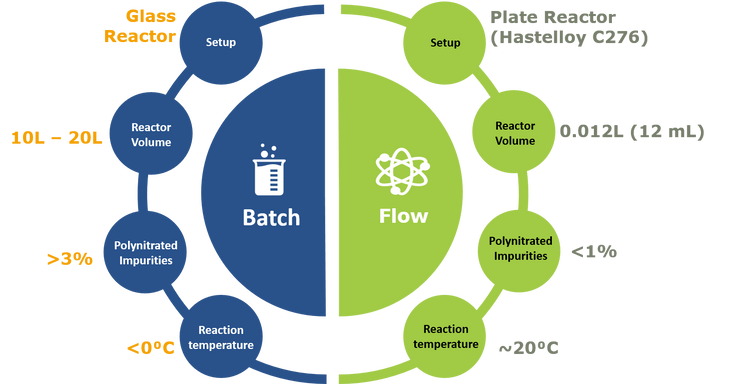 Glass
Reactor
Setup
Setup
Plate Reactor
(Hastelloy C276)
10L – 20L
Reactor
Volume
Reactor
Volume
0.012L (12 mL)
Batch
Flow
>3%
Polynitrated
Impurities
Polynitrated
Impurities
<1%
<0ºC
Reaction
temperature
Reaction
temperature
~20ºC